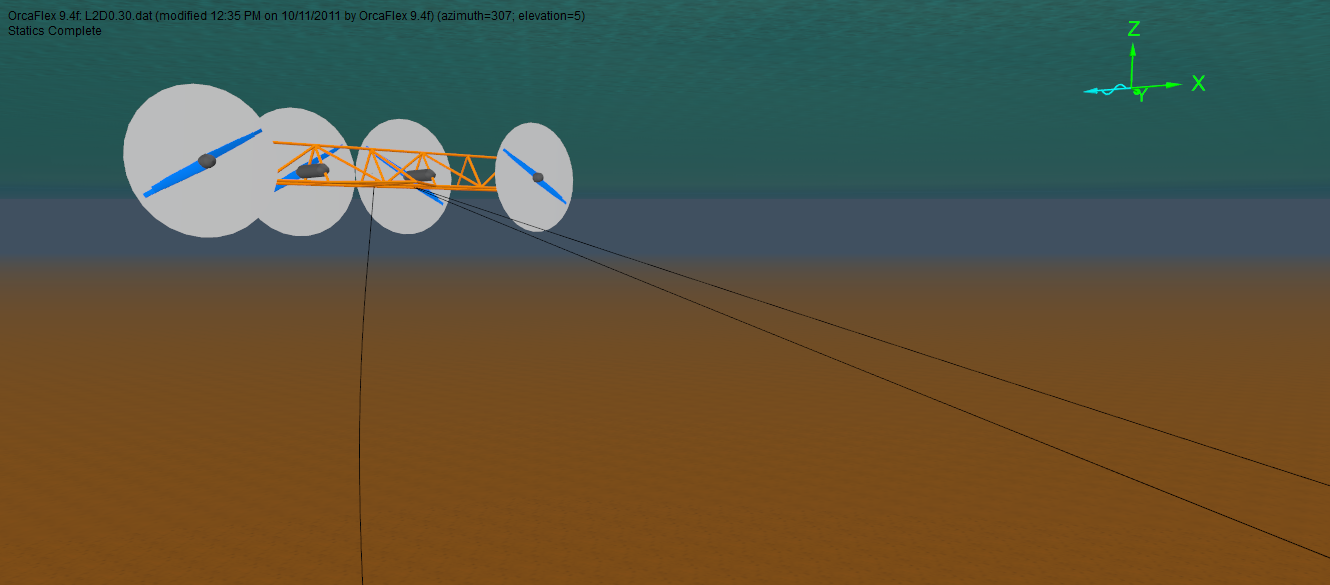 OrcaFlex 9.4f: L2D0.30.dat (modified 12:35 PM on 10/11/2011 by OrcaFlex 9.4f) (azimuth=307; elevation=5)
Statics Complete
Z
X
Y